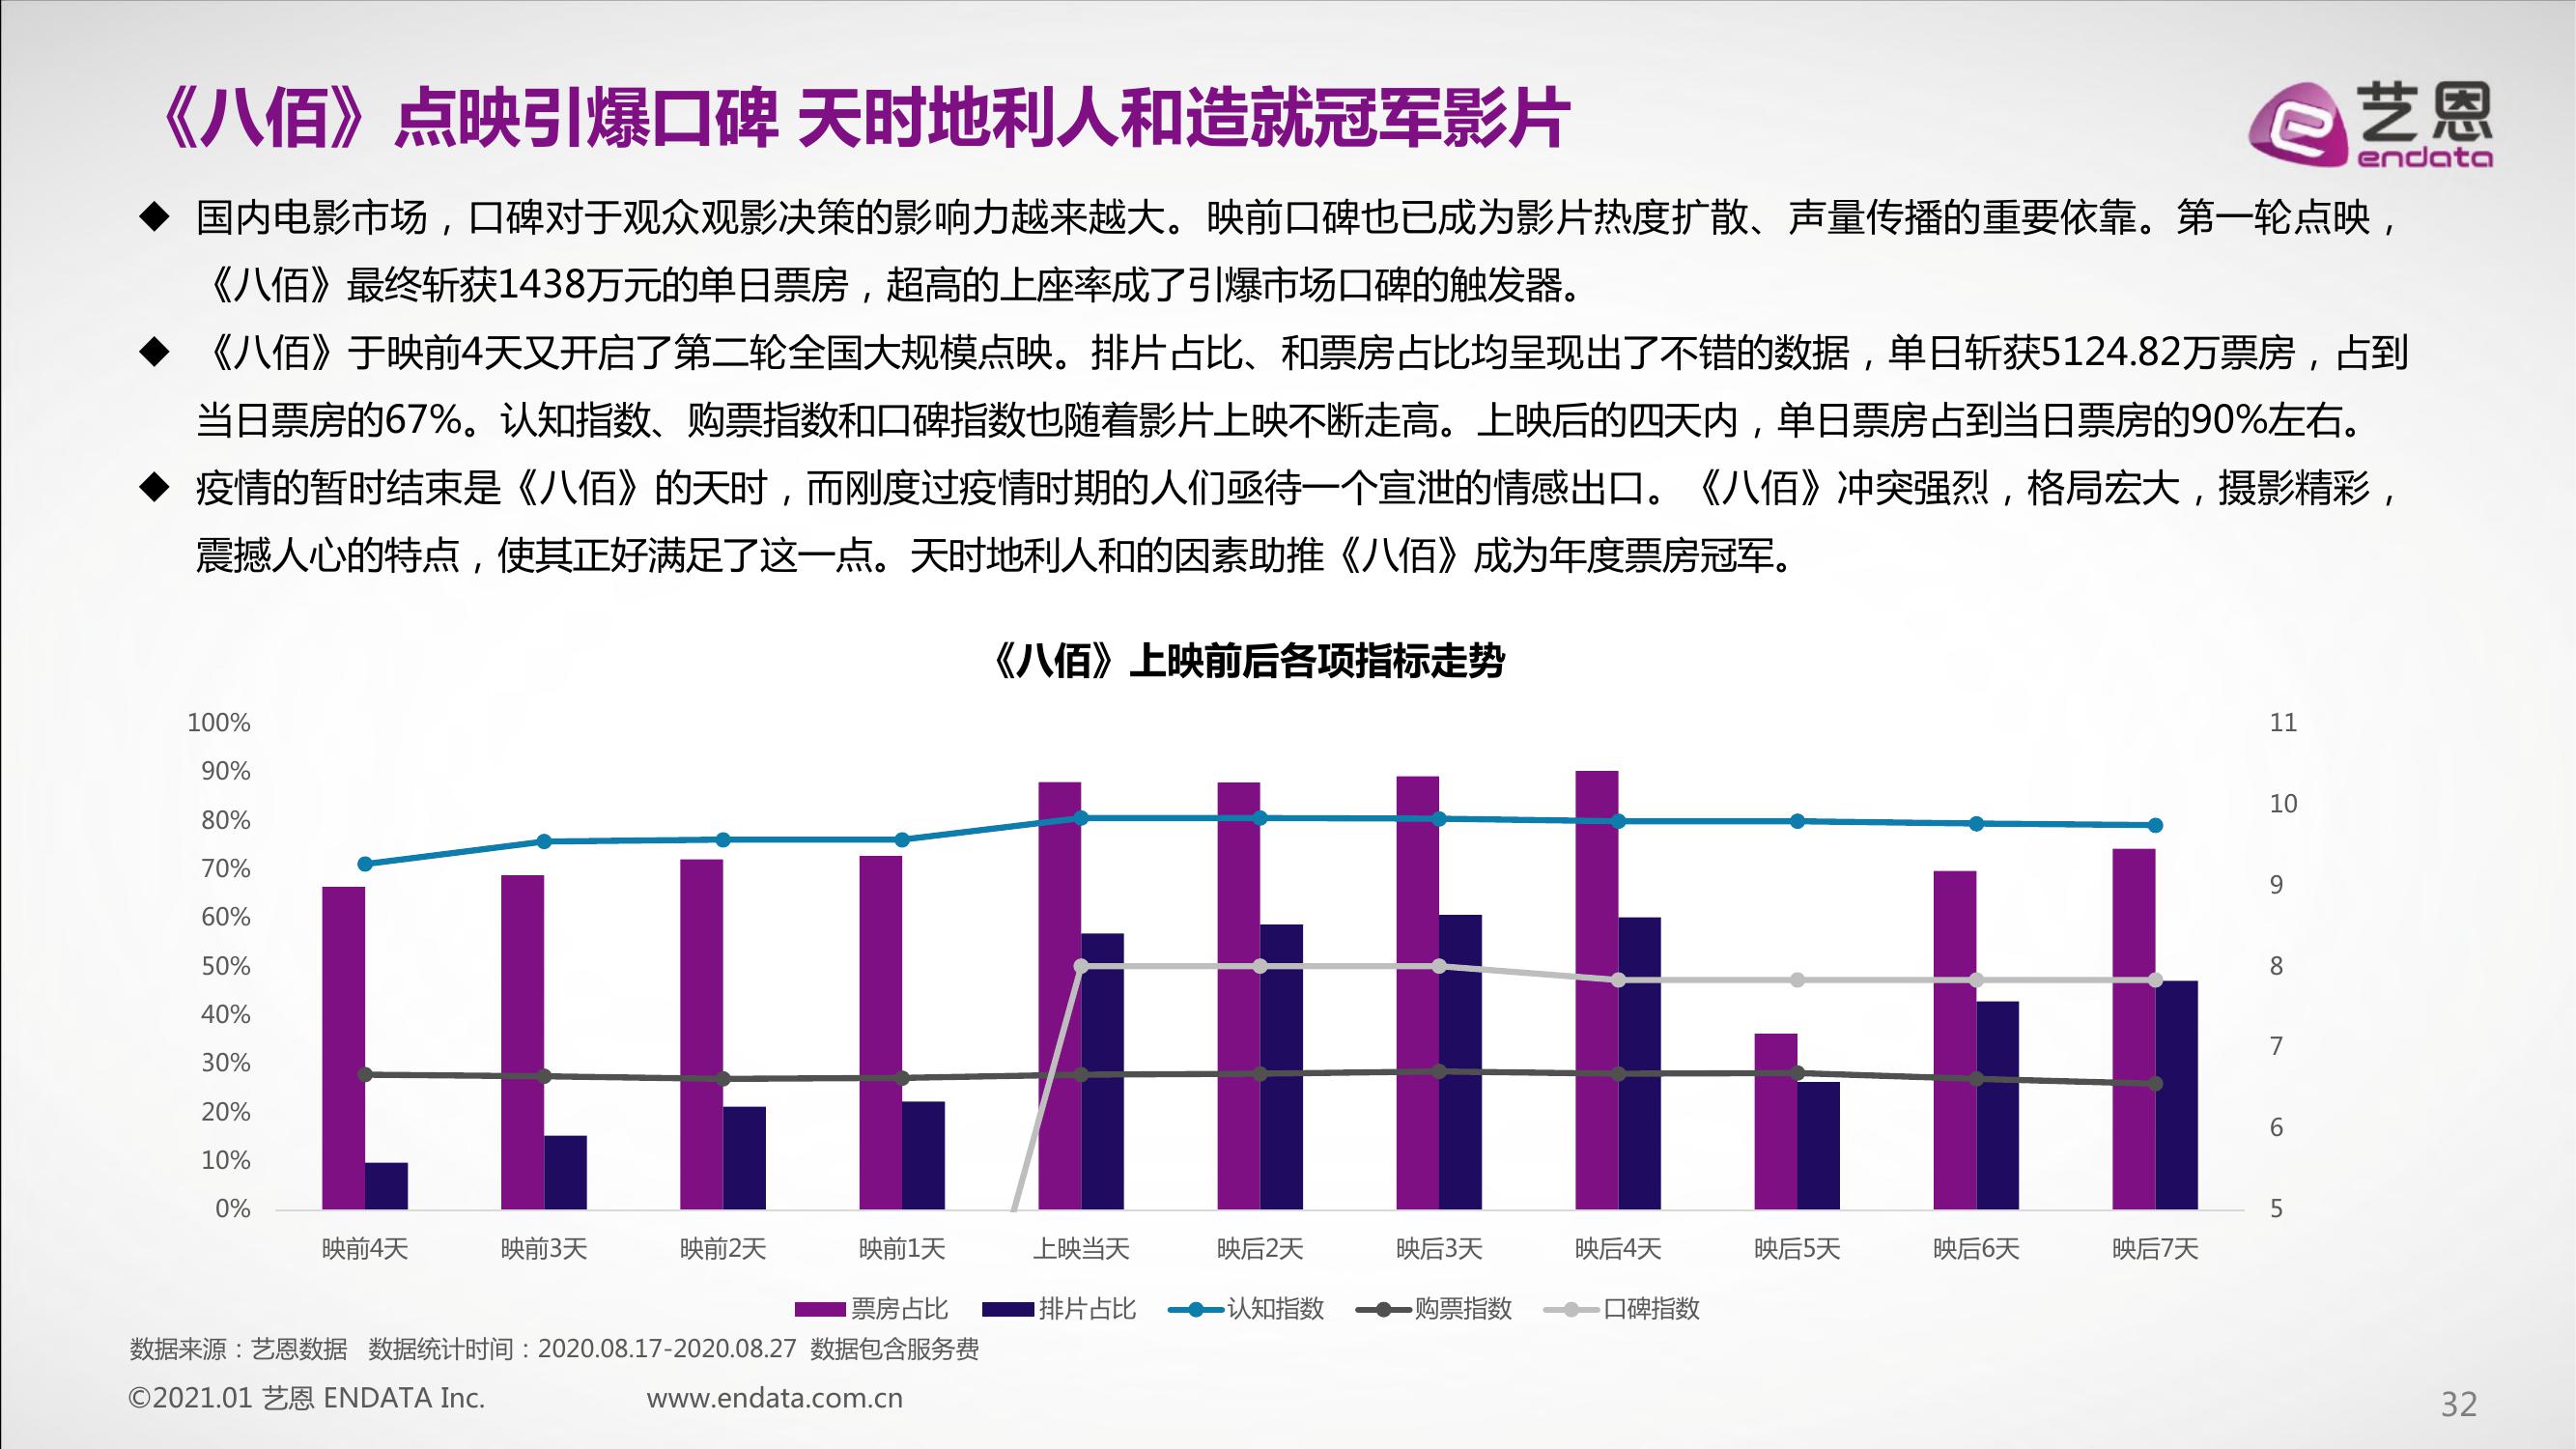 《八佰》点映引爆口碑 天时地利人和造就冠军影片
艺恩
endata
◆ 国内电影市场，口碑对于观众观影决策的影响力越来越大。映前口碑也已成为影片热度扩散、声量传播的重要依靠。第一轮点映，
《八佰》最终斩获1438万元的单日票房，超高的上座率成了引爆市场口碑的触发器。
◆ 《八佰》于映前4天又开启了第二轮全国大规模点映。排片占比、和票房占比均呈现出了不错的数据，单日斩获5124.82万票房，占到
当日票房的67%。认知指数、购票指数和口碑指数也随着影片上映不断走高。上映后的四天内，单日票房占到当日票房的90%左右。
◆ 疫情的暂时结束是《八佰》的天时，而刚度过疫情时期的人们亟待一个宣泄的情感出口。《八佰》冲突强烈，格局宏大，摄影精彩，
震撼人心的特点，使其正好满足了这一点。天时地利人和的因素助推《八佰》成为年度票房冠军。
《八佰》上映前后各项指标走势
100%
90%
80%
70%
60%
50%
40%
30%
20%
10%
0%
11
10
9
8
7
6
5
映前4天 映前3天 映前2天 映前1天 上映当天 映后2天 映后3天 映后4天 映后5天 映后6天 映后7天
票房占比 排片占比 认知指数 购票指数 口碑指数
数据来源：艺恩数据 数据统计时间：2020.08.17-2020.08.27 数据包含服务费
©2021.01 艺恩 ENDATA Inc. www.endata.com.cn
32